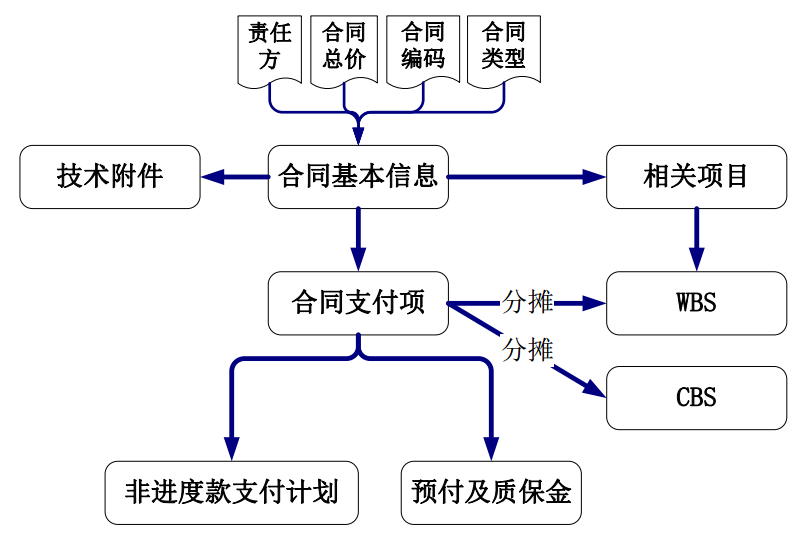 责任
方
合同
总价
合同
编码
合同
类型
技术附件
合同基本信息
相关项目
合同支付项
分摊
WBS
分摊
CBS
非进度款支付计划
预付及质保金